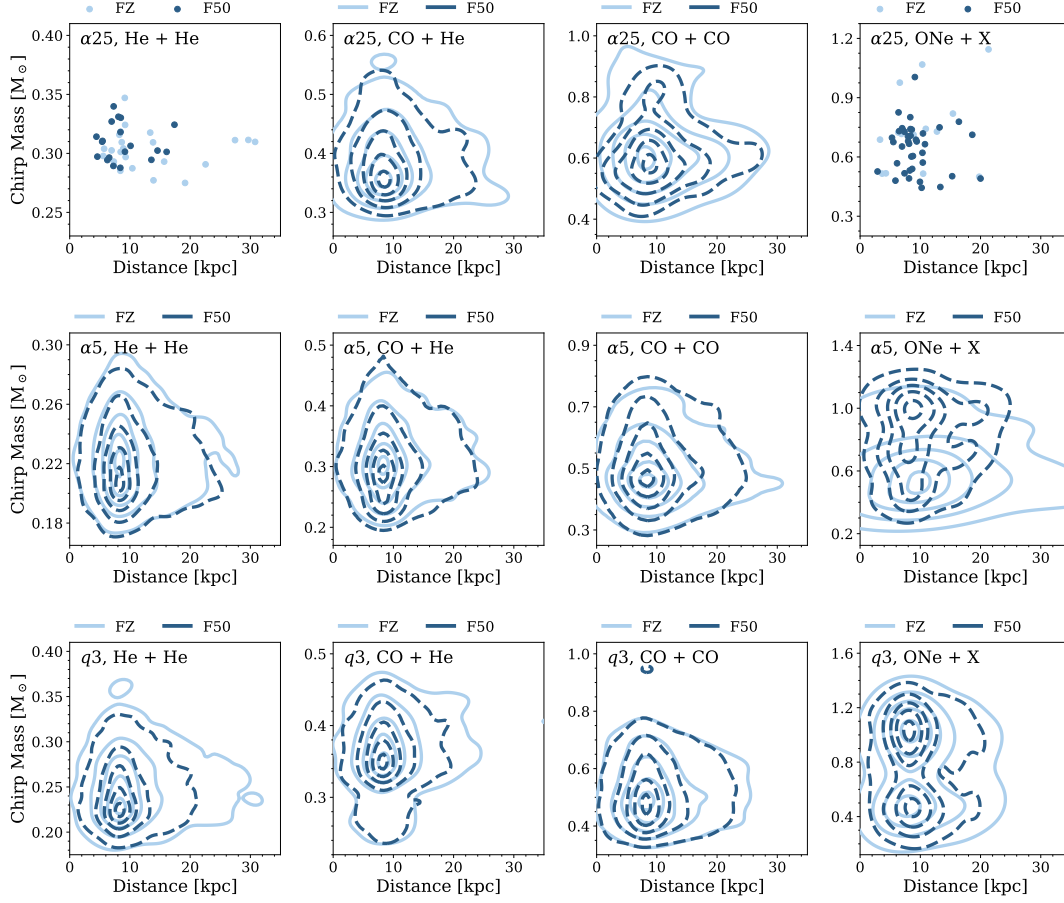 FZ F50 FZ F50 FZ F50 FZ F50
α25, He + He
Chirp Mass [M⊙]
0.40
0.35
0.30
0.25
0 10 20 30
Distance [kpc]
α25, CO + He
0.6
0.5
0.4
0.3
0 10 20 30
Distance [kpc]
α25, CO + CO
1.0
0.8
0.6
0.4
0 10 20 30
Distance [kpc]
α25, ONe + X
1.2
0.9
0.6
0.3
0 10 20 30
Distance [kpc]
FZ F50 FZ F50 FZ F50 FZ F50
α5, He + He
Chirp Mass [M⊙]
0.30
0.26
0.22
0.18
0 10 20 30
Distance [kpc]
α5, CO + He
0.5
0.4
0.3
0.2
0 10 20 30
Distance [kpc]
α5, CO + CO
0.9
0.7
0.5
0.3
0 10 20 30
Distance [kpc]
α5, ONe + X
1.4
1.0
0.6
0.2
0 10 20 30
Distance [kpc]
FZ F50 FZ F50 FZ F50 FZ F50
q3, He + He
Chirp Mass [M⊙]
0.40
0.35
0.30
0.25
0.20
0 10 20 30
Distance [kpc]
q3, CO + He
0.5
0.4
0.3
0 10 20 30
Distance [kpc]
q3, CO + CO
1.0
0.8
0.6
0.4
0 10 20 30
Distance [kpc]
q3, ONe + X
1.6
1.2
0.8
0.4
0 10 20 30
Distance [kpc]